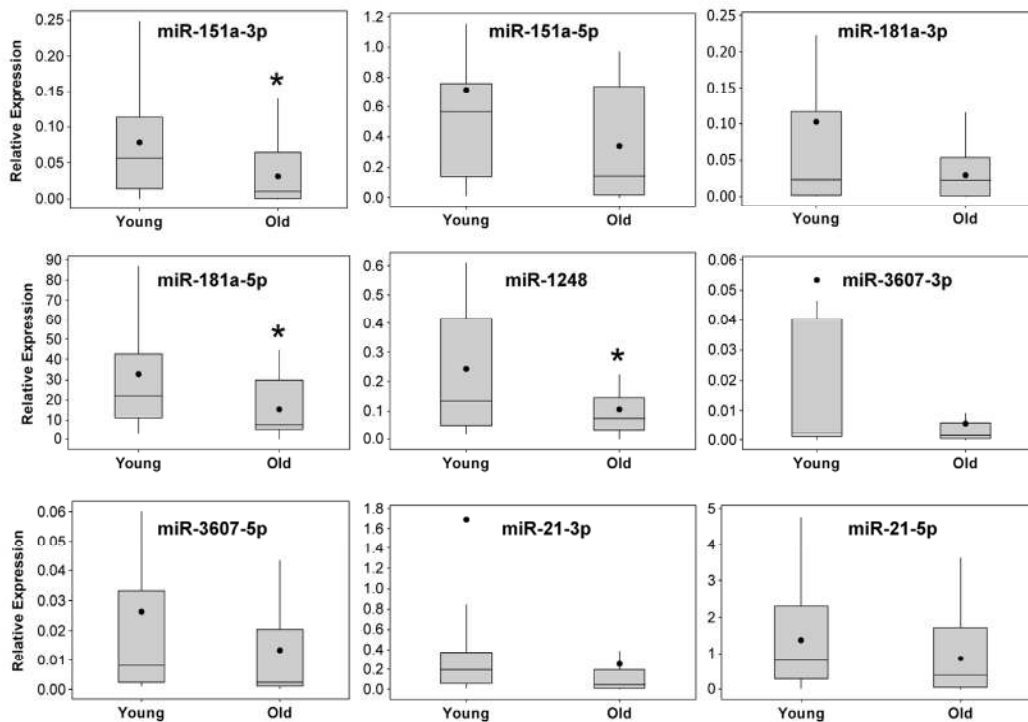 miR-151a-3p
Relative Expression
0.25
0.20
0.15
0.10
0.05
0.00
*
Young
Old
miR-151a-5p
1.2
1.0
0.8
0.6
0.4
0.2
0.0
Young
Old
miR-181a-3p
0.25
0.20
0.15
0.10
0.05
0.00
Young
Old
miR-181a-5p
Relative Expression
90
80
70
60
50
40
30
20
10
0
*
Young
Old
miR-1248
0.6
0.5
0.4
0.3
0.2
0.1
0.0
*
Young
Old
miR-3607-3p
0.06
0.05
0.04
0.03
0.02
0.01
0.00
Young
Old
miR-3607-5p
Relative Expression
0.06
0.05
0.04
0.03
0.02
0.01
0.00
Young
Old
miR-21-3p
1.8
1.6
1.4
1.2
1.0
0.8
0.6
0.4
0.2
0.0
Young
Old
miR-21-5p
5
4
3
2
1
0
Young
Old